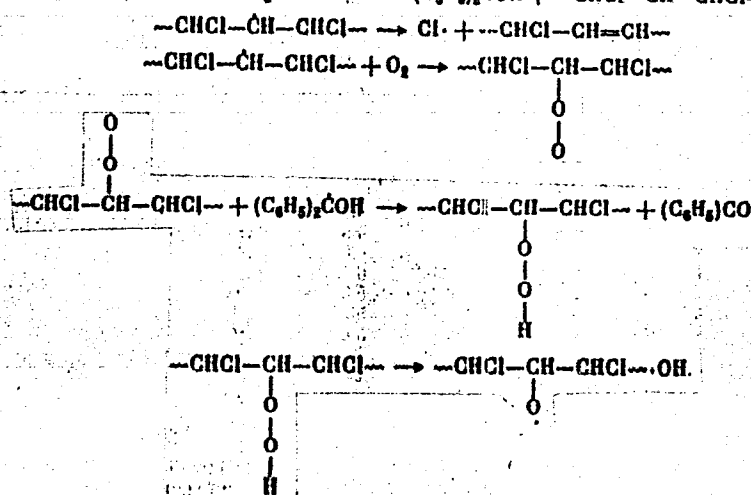 ~CHCl—ĊH—CHCl~ → Cl· + ~CHCl—CH=CH~
~CHCl—ĊH—CHCl~ + O₂ → ~CHCl—CH—CHCl~
O
O
O
O
~CHCl—CH—CHCl~ + (C₆H₅)₂ĊOH → ~CHCl—CH—CHCl~ + (C₆H₅)CO
O
O
H
~CHCl—CH—CHCl~ → ~CHCl—CH—CHCl~·OH.
O
O
O
H